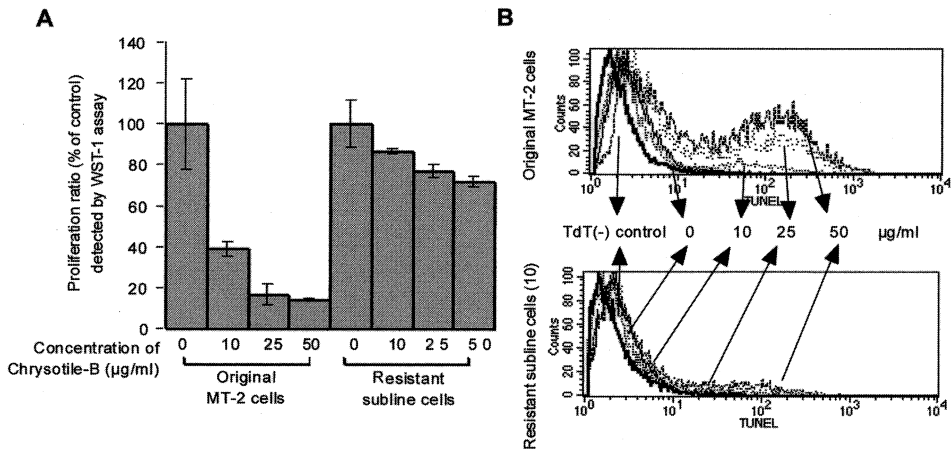 A
Proliferation ratio (% of control)
detected by WST-1 assay
140
120
100
80
60
40
20
0
0 10 25 50 0 10 2 5 5 0
Concentration of
Chrysotile-B (µg/ml)
Original
MT-2 cells
Resistant
subline cells
B
Original MT-2 cells
Counts
0 20 40 60 80 100
10⁰ 10¹ 10² 10³ 10⁴
TUNEL
TdT(-) control 0 10 25 50 µg/ml
Resistant subline cells (10)
Counts
0 20 40 60 80 100
10⁰ 10¹ 10² 10³ 10⁴
TUNEL